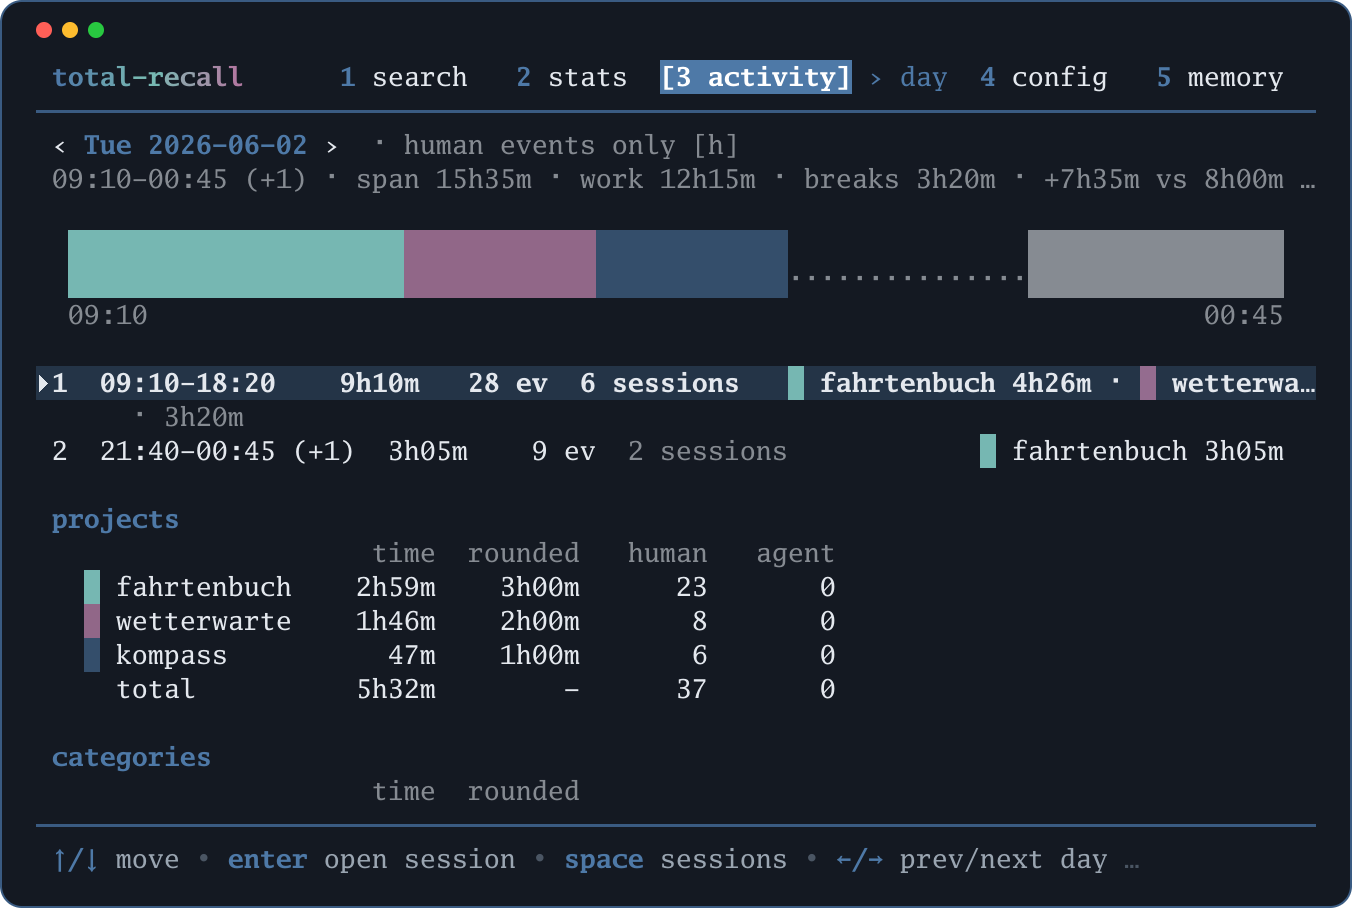 total-recall 1 search 2 stats [3 activity] › day 4 config 5 memory
‹ Tue 2026-06-02 › · human events only [h]
09:10-00:45 (+1) · span 15h35m · work 12h15m · breaks 3h20m · +7h35m vs 8h00m …
09:10 00:45
▸1 09:10-18:20 9h10m 28 ev 6 sessions fahrtenbuch 4h26m · wetterwa…
· 3h20m
2 21:40-00:45 (+1) 3h05m 9 ev 2 sessions fahrtenbuch 3h05m
projects
time rounded human agent
fahrtenbuch 2h59m 3h00m 23 0
wetterwarte 1h46m 2h00m 8 0
kompass 47m 1h00m 6 0
total 5h32m – 37 0
categories
time rounded
↑/↓ move • enter open session • space sessions • ←/→ prev/next day …